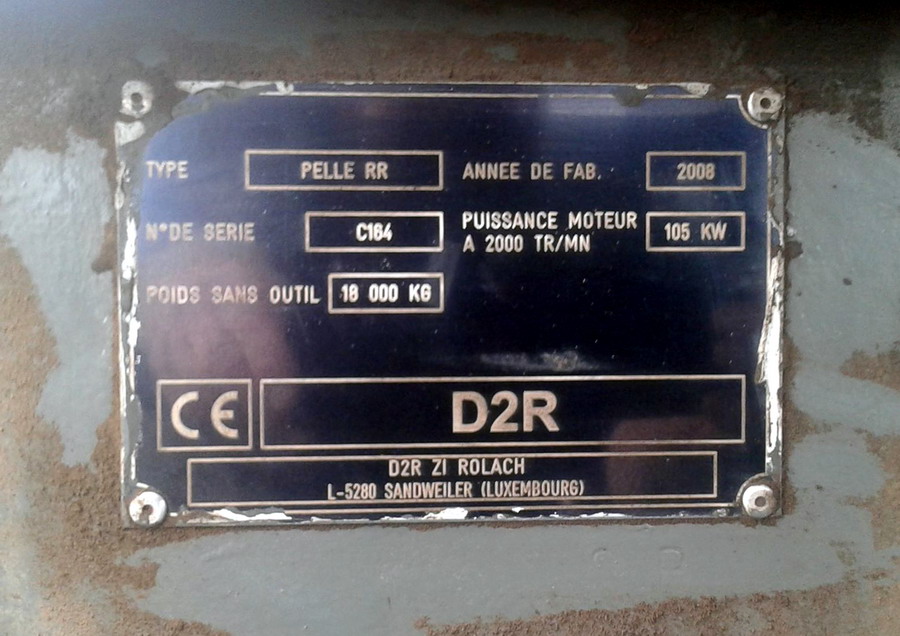 TYPE PELLE RR ANNEE DE FAB. 2008
N° DE SERIE C164 PUISSANCE MOTEUR A 2000 TR/MN 105 KW
POIDS SANS OUTIL 18 000 KG
CE D2R
D2R ZI ROLACH
L-5280 SANDWEILER (LUXEMBOURG)